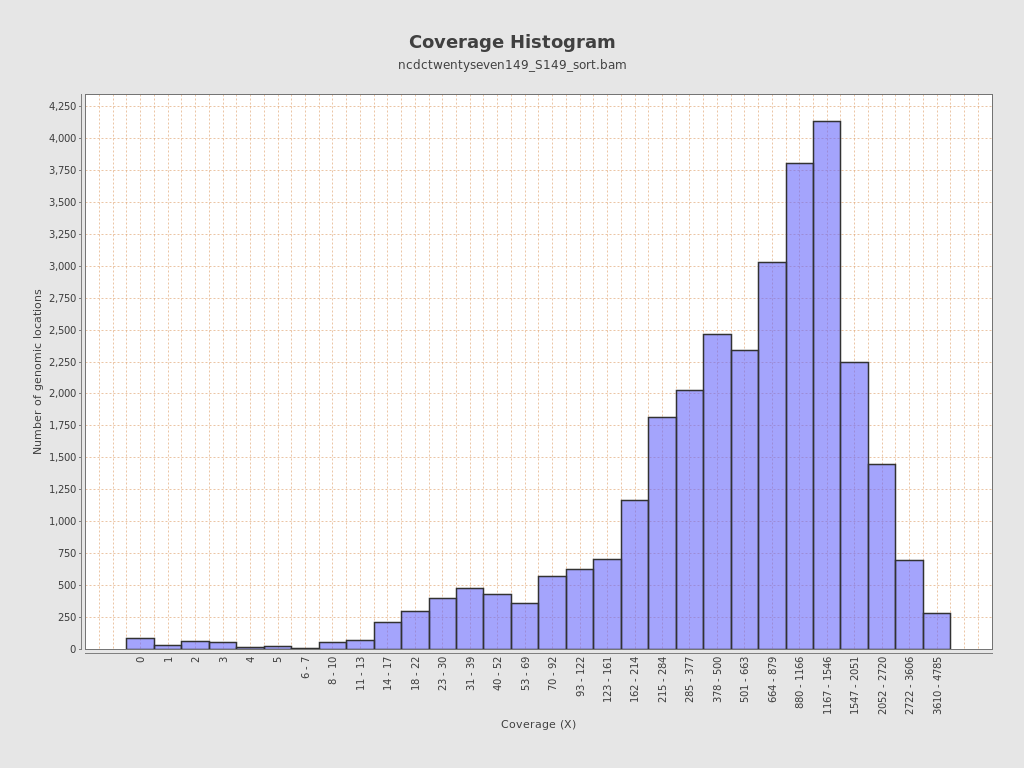 Coverage Histogram
ncdctwentyseven149_S149_sort.bam
Number of genomic locations
4,250
4,000
3,750
3,500
3,250
3,000
2,750
2,500
2,250
2,000
1,750
1,500
1,250
1,000
750
500
250
0
0
1
2
3
4
5
6 - 7
8 - 10
11 - 13
14 - 17
18 - 22
23 - 30
31 - 39
40 - 52
53 - 69
70 - 92
93 - 122
123 - 161
162 - 214
215 - 284
285 - 377
378 - 500
501 - 663
664 - 879
880 - 1166
1167 - 1546
1547 - 2051
2052 - 2720
2722 - 3606
3610 - 4785
Coverage (X)